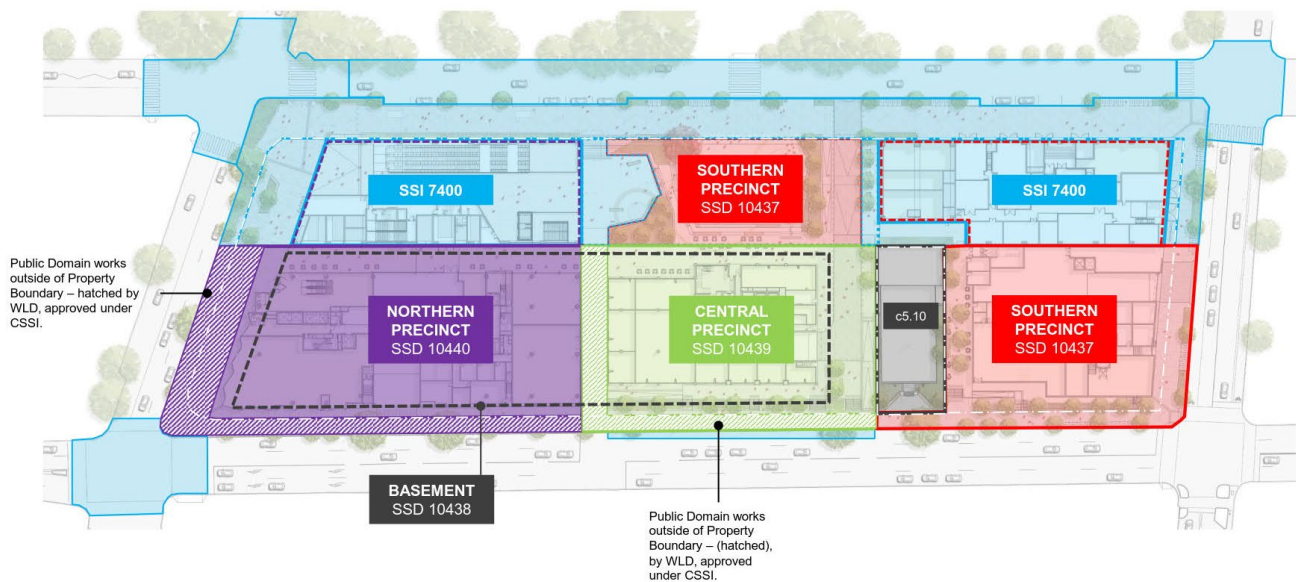 SOUTHERN
PRECINCT
SSD 10437
SSI 7400
SSI 7400
Public Domain works
outside of Property
Boundary – hatched by
WLD, approved under
CSSI.
NORTHERN
PRECINCT
SSD 10440
CENTRAL
PRECINCT
SSD 10439
c5.10
SOUTHERN
PRECINCT
SSD 10437
BASEMENT
SSD 10438
Public Domain works
outside of Property
Boundary – (hatched),
by WLD, approved
under CSSI.